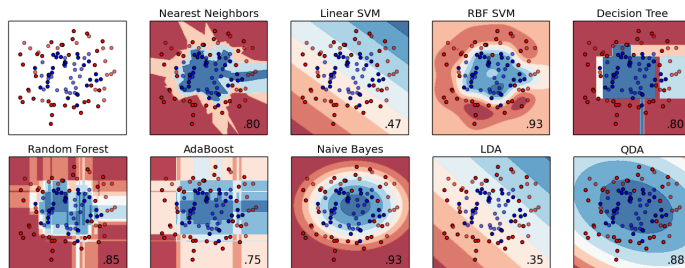 Nearest Neighbors
Linear SVM
RBF SVM
Decision Tree
.80
.47
.93
.80
Random Forest
AdaBoost
Naive Bayes
LDA
QDA
.85
.75
.93
.35
.88